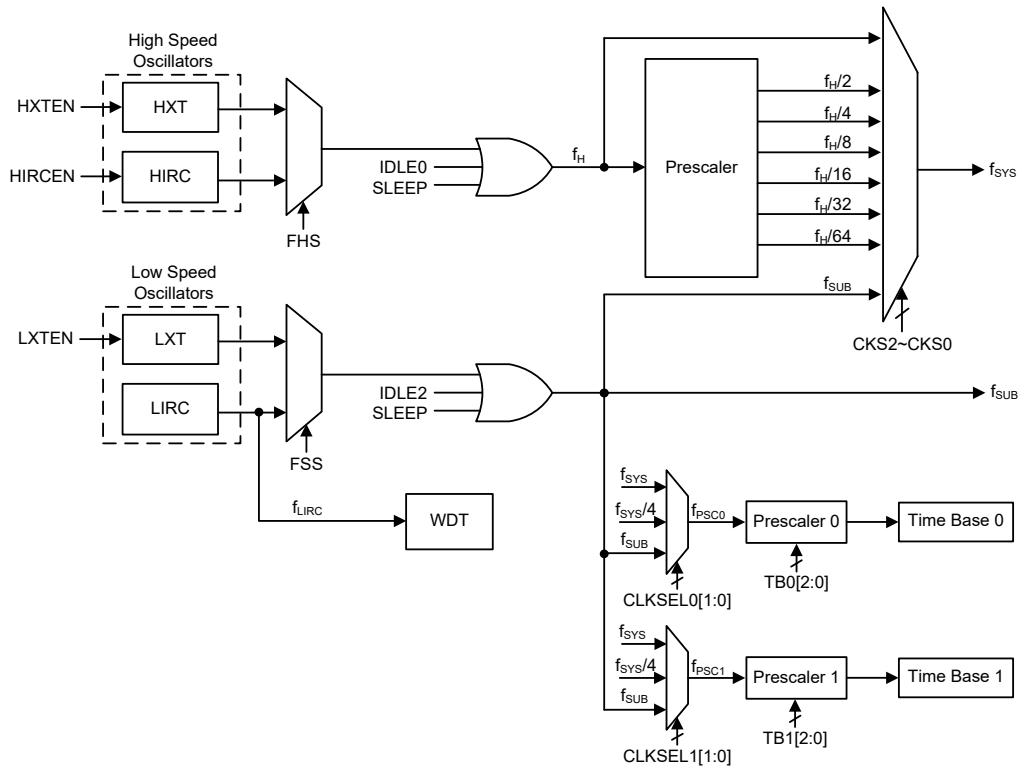 High Speed
Oscillators
HXTEN
HXT
HIRCEN
HIRC
FHS
IDLE0
SLEEP
fH
Prescaler
fH/2
fH/4
fH/8
fH/16
fH/32
fH/64
fSUB
fSYS
CKS2~CKS0
Low Speed
Oscillators
LXTEN
LXT
LIRC
FSS
IDLE2
SLEEP
fSUB
fLIRC
WDT
fSYS
fSYS/4
fSUB
fPSC0
Prescaler 0
Time Base 0
CLKSEL0[1:0]
TB0[2:0]
fSYS
fSYS/4
fSUB
fPSC1
Prescaler 1
Time Base 1
CLKSEL1[1:0]
TB1[2:0]